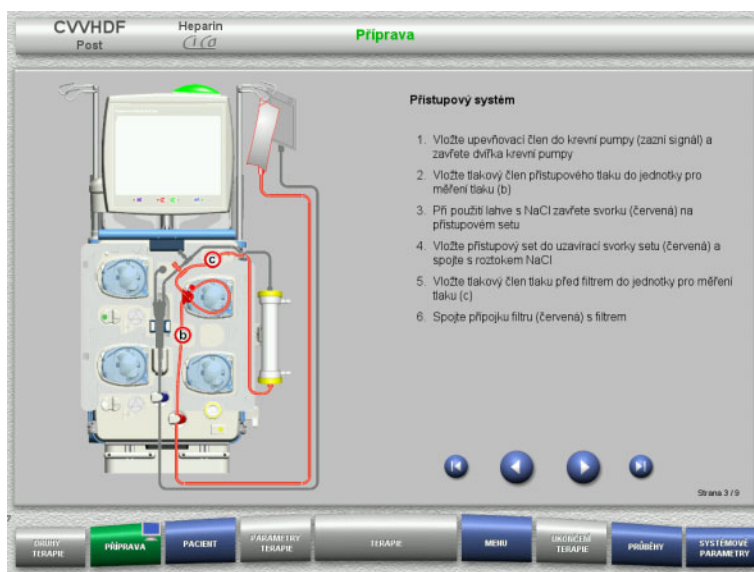 CVVHDF
Post
Heparin
CiCa
Příprava
Přístupový systém
1. Vložte upevňovací člen do krevní pumpy (zazní signál) a
zavřete dvířka krevní pumpy
2. Vložte tlakový člen přístupového tlaku do jednotky pro
měření tlaku (b)
3. Při použití lahve s NaCl zavřete svorku (červená) na
přístupovém setu
4. Vložte přístupový set do uzavírací svorky setu (červená) a
spojte s roztokem NaCl
5. Vložte tlakový člen tlaku před filtrem do jednotky pro měření
tlaku (c)
6. Spojte přípojku filtru (červená) s filtrem
c
b
Strana 3 / 9
DRUHY
TERAPIE
PŘÍPRAVA
PACIENT
PARAMETRY
TERAPIE
TERAPIE
MENU
UKONČENÍ
TERAPIE
PRŮBĚHY
SYSTÉMOVÉ
PARAMETRY